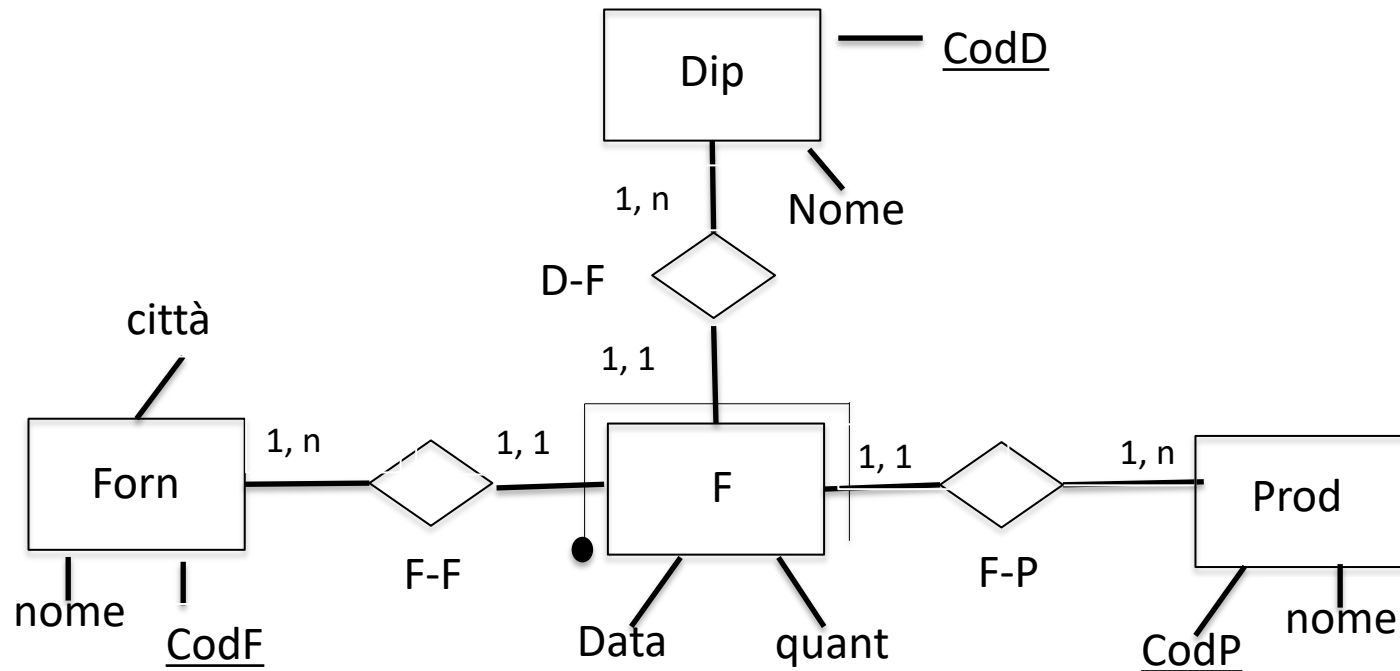 Dip
CodD
1, n
Nome
D-F
città
1, 1
1, n
1, 1
1, 1
1, n
Forn
F
Prod
F-F
F-P
nome
CodF
Data
quant
CodP
nome